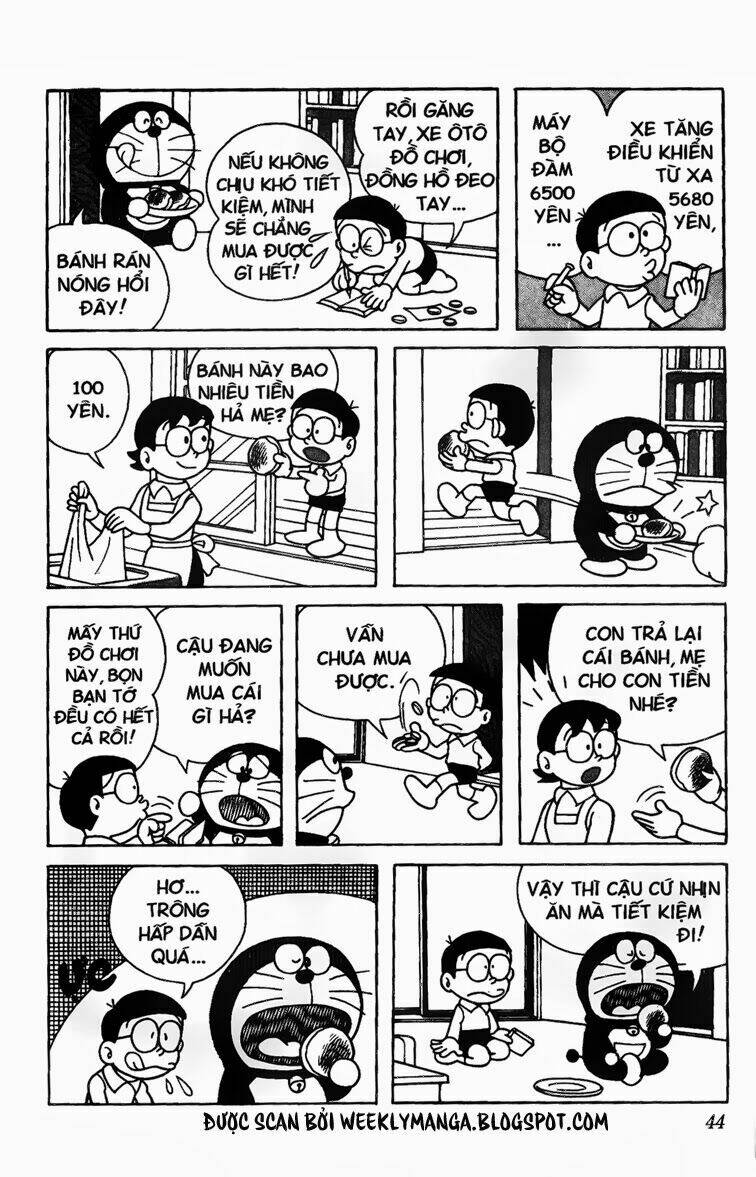 XE TĂNG
ĐIỀU KHIỂN
TỪ XA
5680
YÊN,
MÁY
BỘ
ĐÀM
6500
YÊN
...
RỒI GĂNG
TAY, XE ÔTÔ
ĐỒ CHƠI,
ĐỒNG HỒ ĐEO
TAY...
NẾU KHÔNG
CHỊU KHÓ TIẾT
KIỆM, MÌNH
SẼ CHẲNG
MUA ĐƯỢC
GÌ HẾT!
BÁNH RÁN
NÓNG HỔI
ĐÂY!
BÁNH NÀY BAO
NHIÊU TIỀN
HẢ MẸ?
100
YÊN.
CON TRẢ LẠI
CÁI BÁNH, MẸ
CHO CON TIỀN
NHÉ?
VẪN
CHƯA MUA
ĐƯỢC.
CẬU ĐANG
MUỐN
MUA CÁI
GÌ HẢ?
MẤY THỨ
ĐỒ CHƠI
NÀY, BỌN
BẠN TỚ
ĐỀU CÓ HẾT
CẢ RỒI!
VẬY THÌ CẬU CỨ NHỊN
ĂN MÀ TIẾT KIỆM
ĐI!
HƠ...
TRÔNG
HẤP DẪN
QUÁ...
ỰC
ĐƯỢC SCAN BỞI WEEKLYMANGA.BLOGSPOT.COM
44